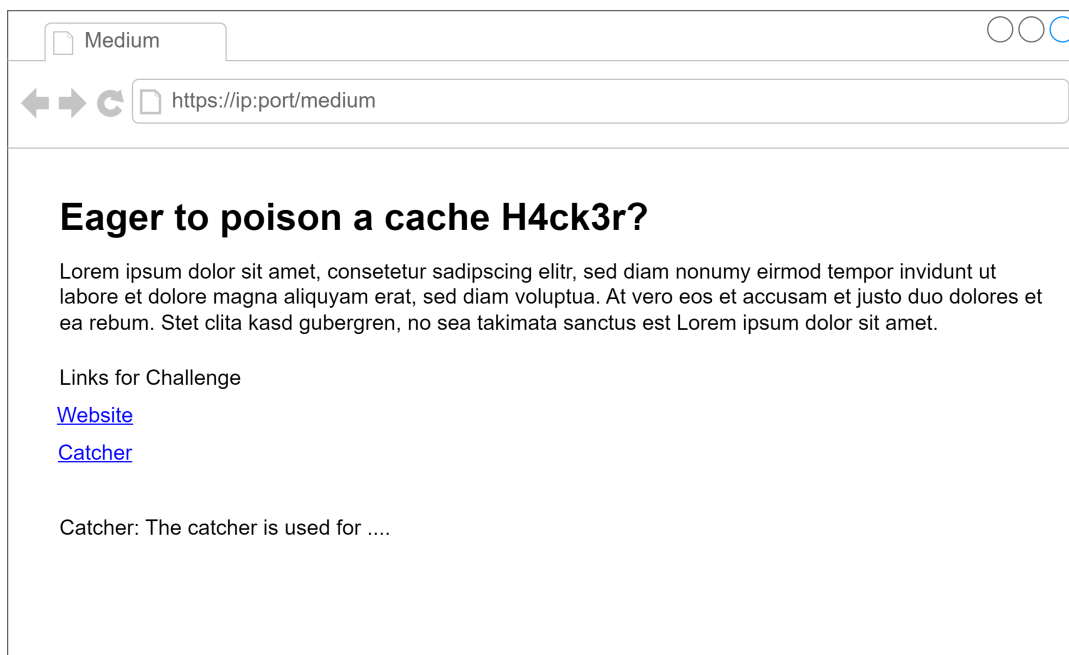 Medium
https://ip:port/medium
Eager to poison a cache H4ck3r?
Lorem ipsum dolor sit amet, consetetur sadipscing elitr, sed diam nonumy eirmod tempor invidunt ut
labore et dolore magna aliquyam erat, sed diam voluptua. At vero eos et accusam et justo duo dolores et
ea rebum. Stet clita kasd gubergren, no sea takimata sanctus est Lorem ipsum dolor sit amet.
Links for Challenge
Website
Catcher
Catcher: The catcher is used for ....